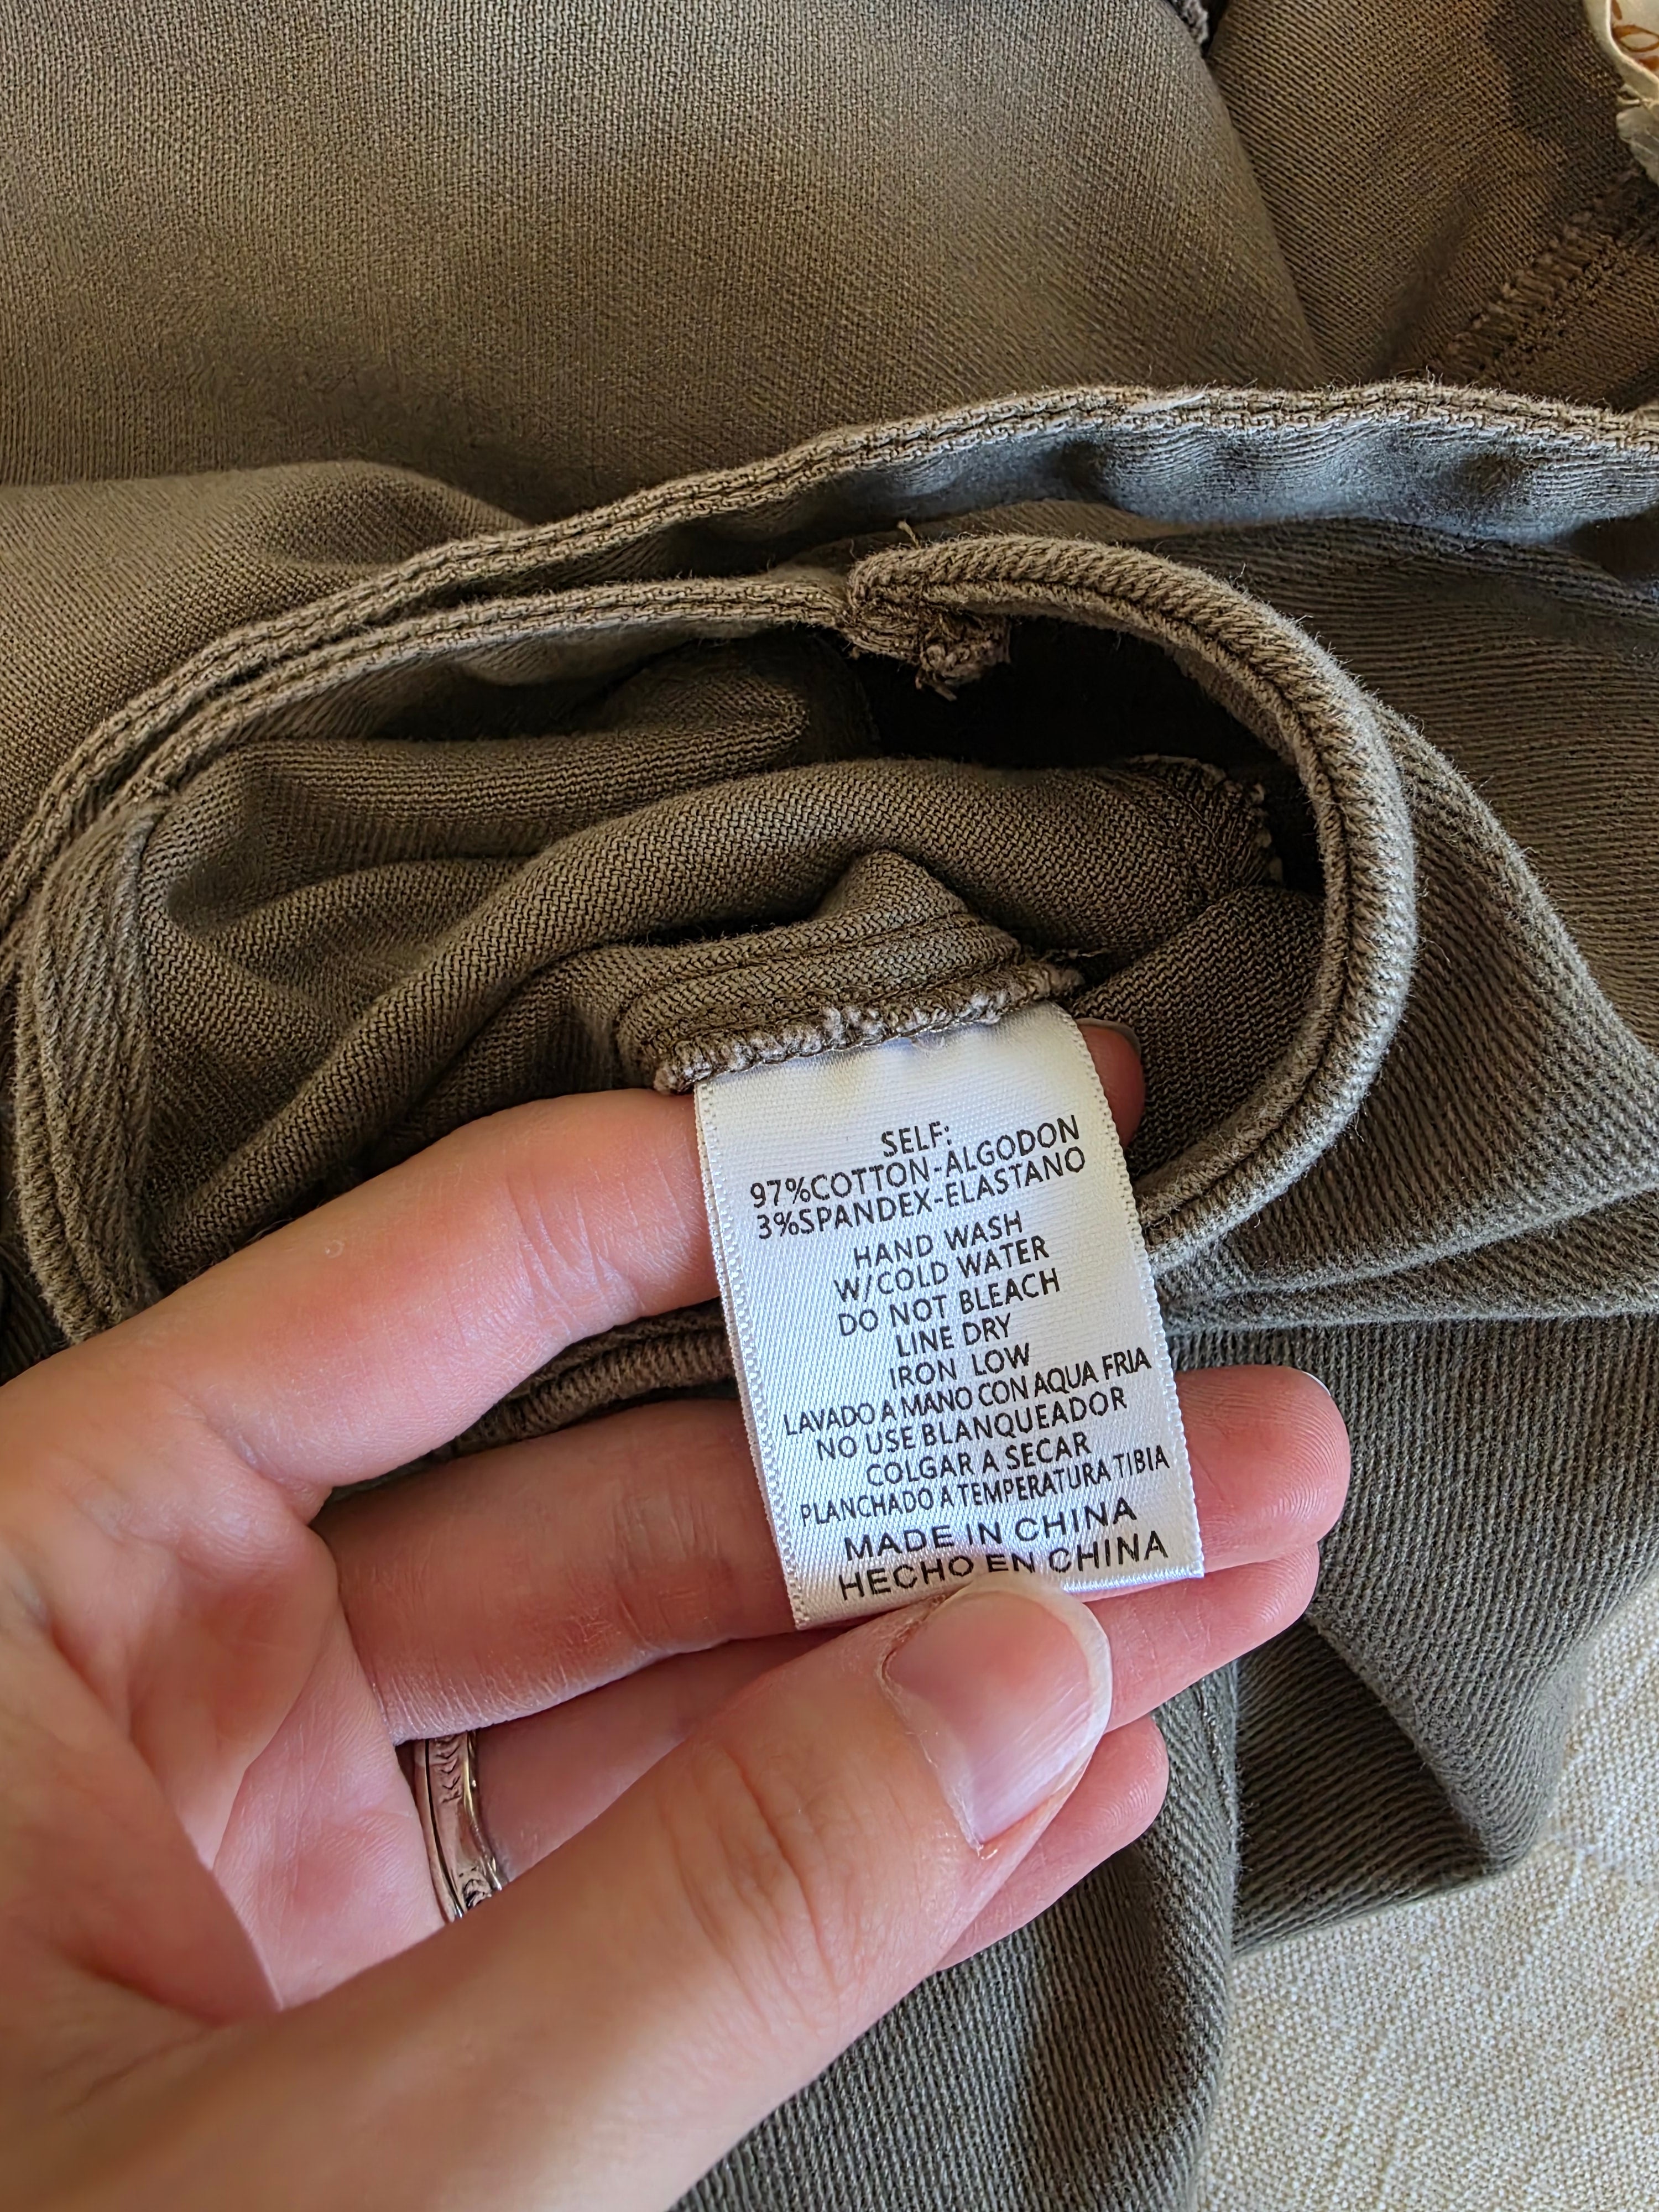 SELF:
97%COTTON-ALGODON
3%SPANDEX-ELASTANO
HAND WASH
W/COLD WATER
DO NOT BLEACH
LINE DRY
IRON LOW
LAVADO A MANO CON AQUA FRIA
NO USE BLANQUEADOR
COLGAR A SECAR
PLANCHADO A TEMPERATURA TIBIA
MADE IN CHINA
HECHO EN CHINA